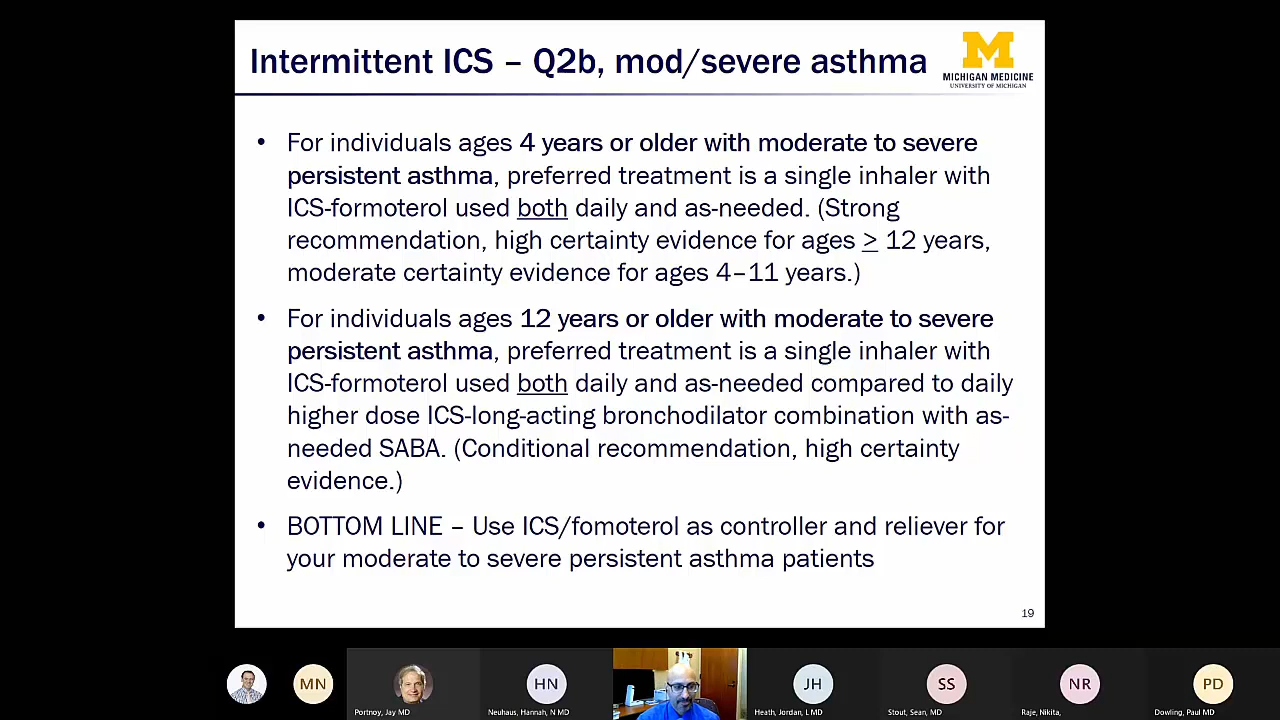 Intermittent ICS – Q2b, mod/severe asthma
MICHIGAN MEDICINE
UNIVERSITY OF MICHIGAN
• For individuals ages 4 years or older with moderate to severe
persistent asthma, preferred treatment is a single inhaler with
ICS-formoterol used both daily and as-needed. (Strong
recommendation, high certainty evidence for ages > 12 years,
moderate certainty evidence for ages 4–11 years.)
• For individuals ages 12 years or older with moderate to severe
persistent asthma, preferred treatment is a single inhaler with
ICS-formoterol used both daily and as-needed compared to daily
higher dose ICS-long-acting bronchodilator combination with as-
needed SABA. (Conditional recommendation, high certainty
evidence.)
• BOTTOM LINE – Use ICS/fomoterol as controller and reliever for
your moderate to severe persistent asthma patients
19
MN
HN
JH
SS
NR
PD
Portnoy, Jay MD
Neuhaus, Hannah, N MD
Heath, Jordan, L MD
Stout, Sean, MD
Raje, Nikita,
Dowling, Paul MD